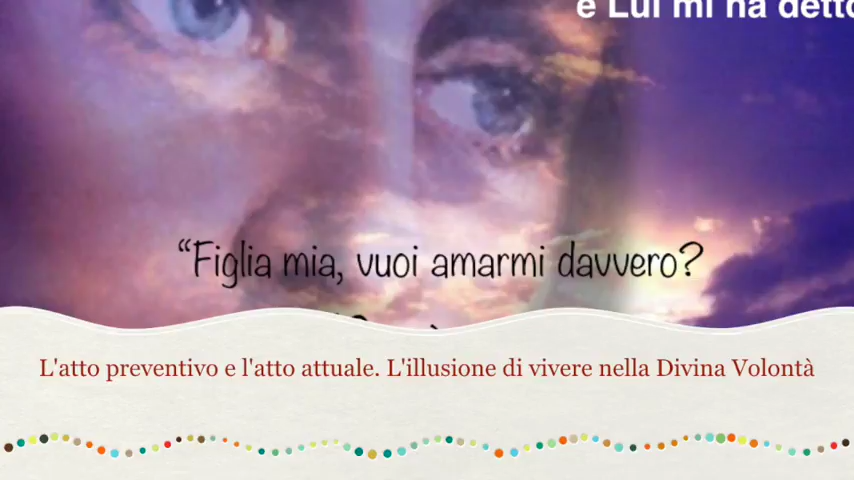 e Lui mi ha detto
“Figlia mia, vuoi amarmi davvero?
L'atto preventivo e l'atto attuale. L'illusione di vivere nella Divina Volontà